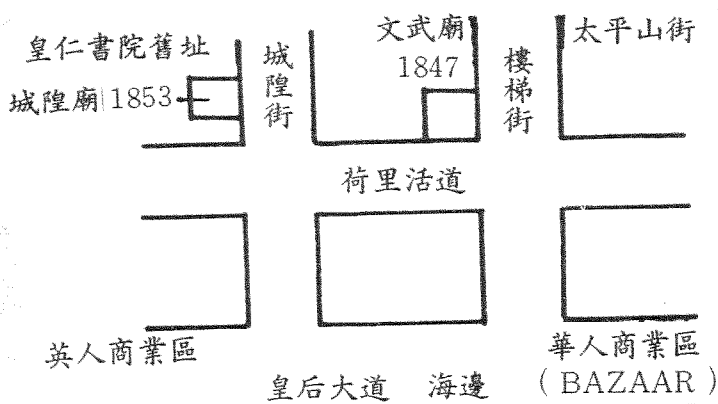 皇仁書院舊址
城隍廟 1853
城隍街
文武廟
1847
樓梯街
太平山街
荷里活道
英人商業區
華人商業區
皇后大道 海邊
(BAZAAR)